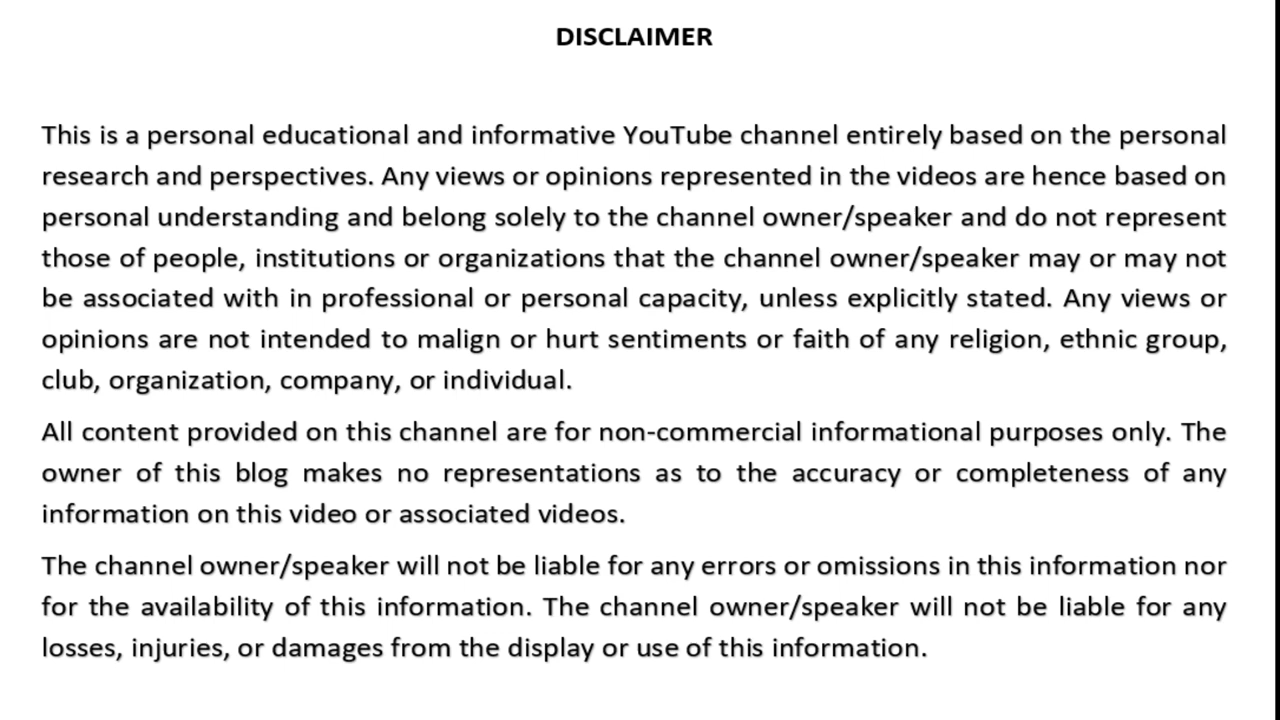 DISCLAIMER
This is a personal educational and informative YouTube channel entirely based on the personal
research and perspectives. Any views or opinions represented in the videos are hence based on
personal understanding and belong solely to the channel owner/speaker and do not represent
those of people, institutions or organizations that the channel owner/speaker may or may not
be associated with in professional or personal capacity, unless explicitly stated. Any views or
opinions are not intended to malign or hurt sentiments or faith of any religion, ethnic group,
club, organization, company, or individual.
All content provided on this channel are for non-commercial informational purposes only. The
owner of this blog makes no representations as to the accuracy or completeness of any
information on this video or associated videos.
The channel owner/speaker will not be liable for any errors or omissions in this information nor
for the availability of this information. The channel owner/speaker will not be liable for any
losses, injuries, or damages from the display or use of this information.